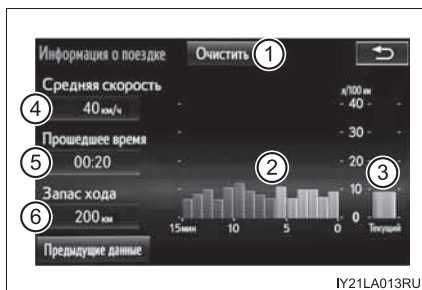 Информация о поездке Очистить 1
Средняя скорость л/100 км
4 40 км/ч - 40 -
Прошедшее время - 30 -
5 00:20 2 - 20 - 3
Запас хода - 10 -
6 200 км 0
15мин 10 5 0 Текущий
Предыдущие данные
IY21LA013RU